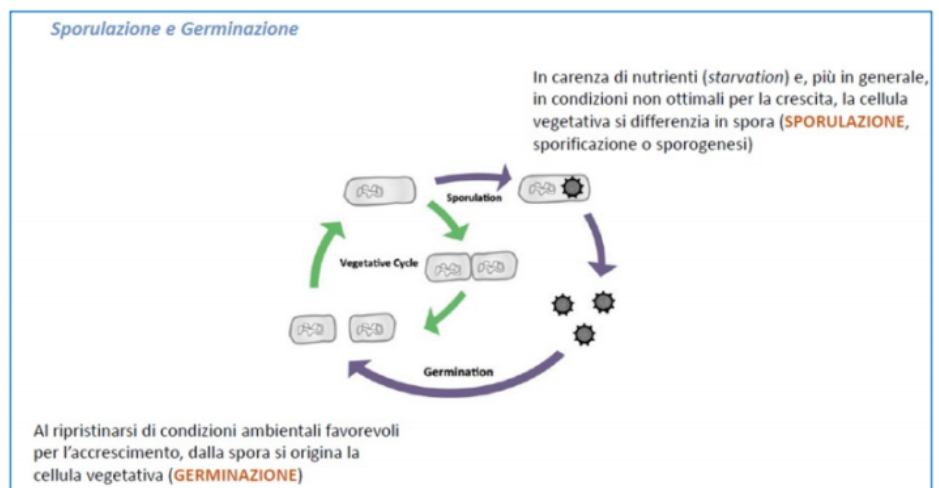 Sporulazione e Germinazione
In carenza di nutrienti (starvation) e, più in generale,
in condizioni non ottimali per la crescita, la cellula
vegetativa si differenzia in spora (SPORULAZIONE,
sporificazione o sporogenesi)
Sporulation
Vegetative Cycle
Germination
Al ripristinarsi di condizioni ambientali favorevoli
per l'accrescimento, dalla spora si origina la
cellula vegetativa (GERMINAZIONE)